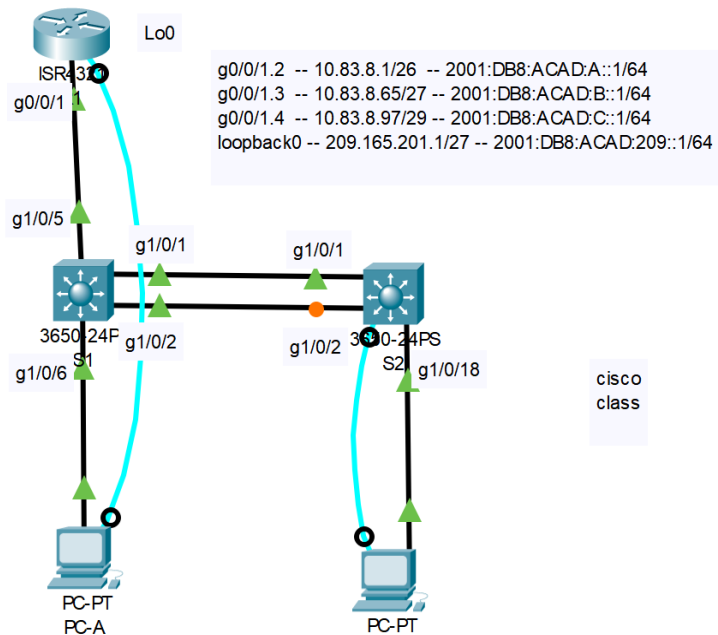 Lo0
ISR4321
g0/0/1.1
g0/0/1.2 -- 10.83.8.1/26 -- 2001:DB8:ACAD:A::1/64
g0/0/1.3 -- 10.83.8.65/27 -- 2001:DB8:ACAD:B::1/64
g0/0/1.4 -- 10.83.8.97/29 -- 2001:DB8:ACAD:C::1/64
loopback0 -- 209.165.201.1/27 -- 2001:DB8:ACAD:209::1/64
g1/0/5
g1/0/1
g1/0/1
3650-24P
S1
g1/0/2
g1/0/2
3650-24PS
S2
g1/0/6
g1/0/18
cisco
class
PC-PT
PC-A
PC-PT